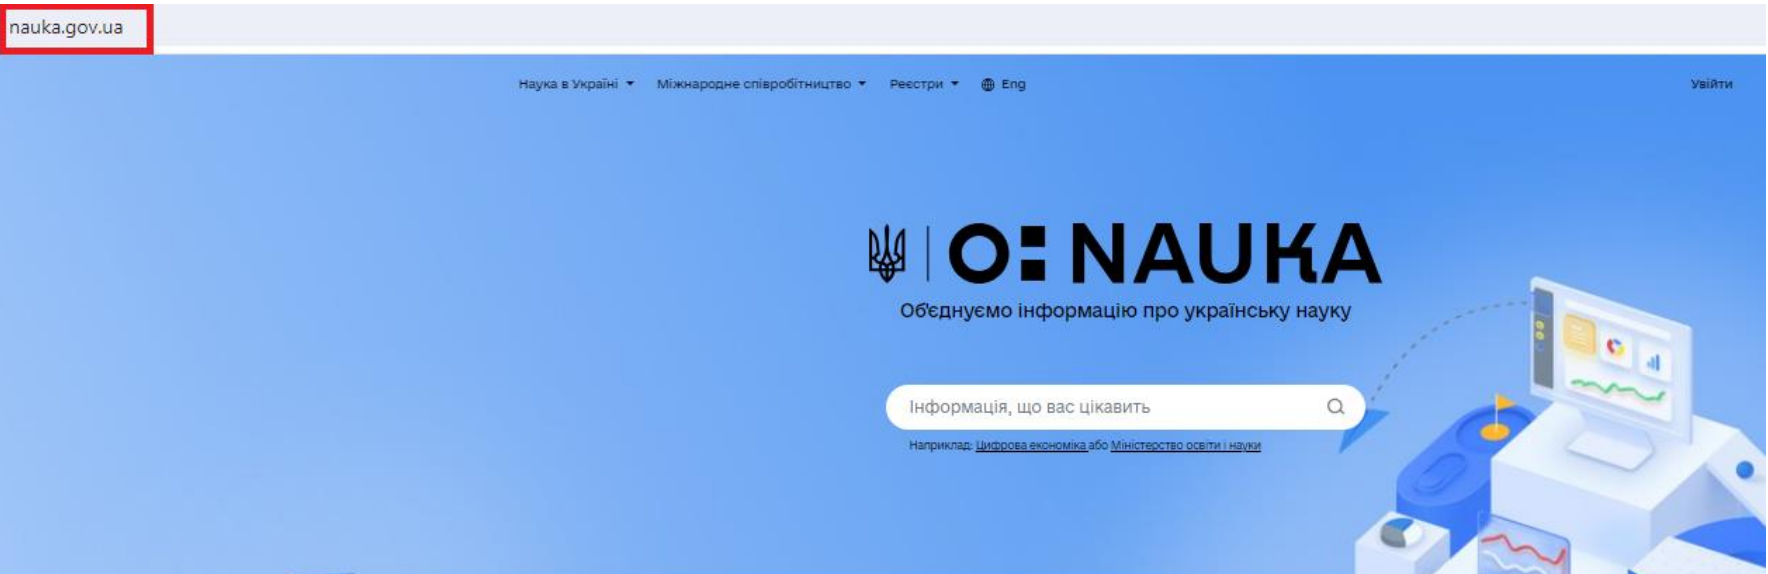 nauka.gov.ua
Наука в Україні Міжнародне співробітництво Реєстри Eng Увійти
O: NAUKA
Об'єднуємо інформацію про українську науку
Інформація, що вас цікавить
Наприклад: Цифрова економіка або Міністерство освіти і науки